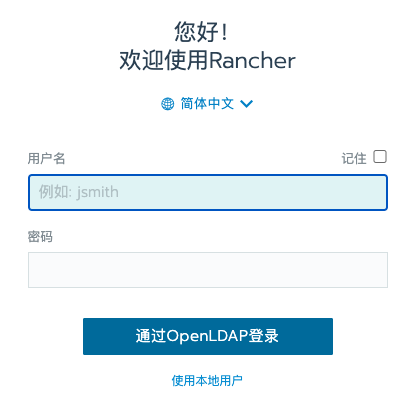 您好！
欢迎使用Rancher
简体中文
用户名 记住
例如: jsmith
密码
通过OpenLDAP登录
使用本地用户